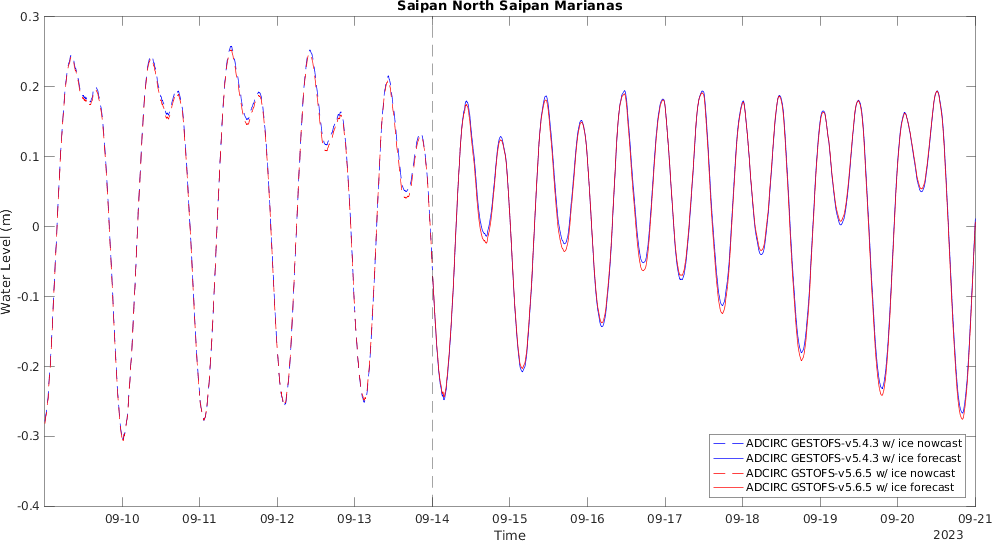 Saipan North Saipan Marianas
0.3
0.2
0.1
0
-0.1
-0.2
-0.3
-0.4
Water Level (m)
ADCIRC GESTOFS-v5.4.3 w/ ice nowcast
ADCIRC GESTOFS-v5.4.3 w/ ice forecast
ADCIRC GSTOFS-v5.6.5 w/ ice nowcast
ADCIRC GSTOFS-v5.6.5 w/ ice forecast
09-10 09-11 09-12 09-13 09-14 09-15 09-16 09-17 09-18 09-19 09-20 09-21
Time
2023